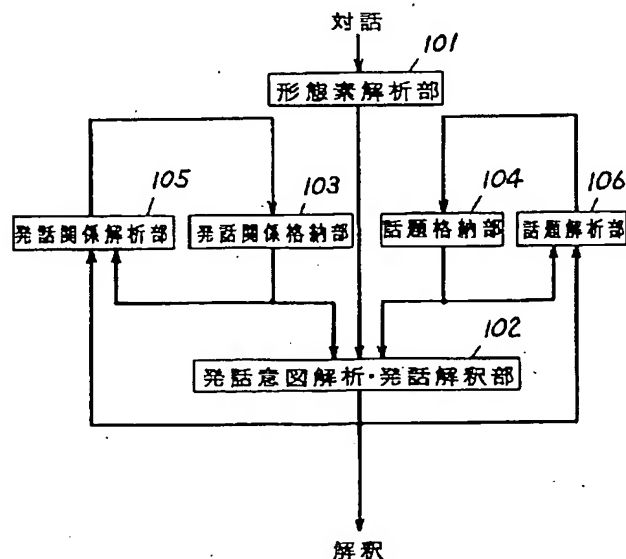 対話
101
形態素解析部
105
103
104
106
発話関係解析部
発話関係格納部
話題格納部
話題解析部
102
発話意図解析・発話解釈部
解釈